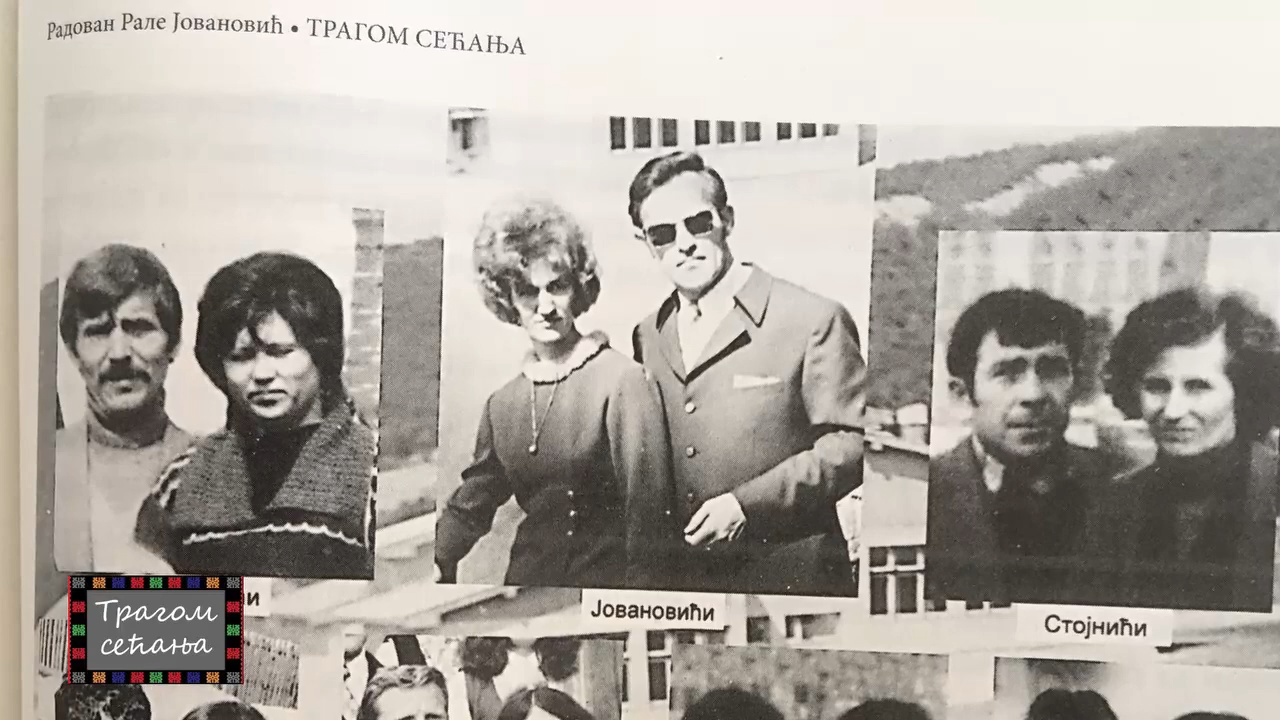 Радован Рале Јовановић • ТРАГОМ СЕЋАЊА
Јовановићи
Стојнићи
Трагом
сећања